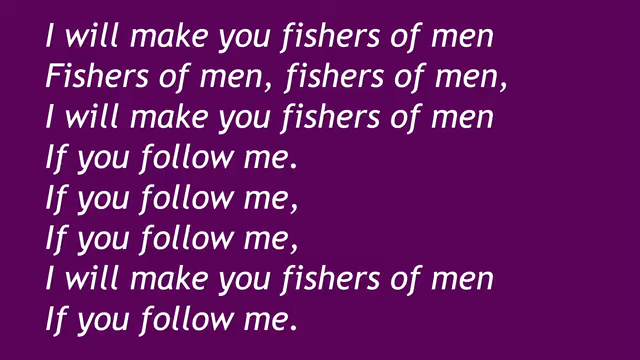 I will make you fishers of men
Fishers of men, fishers of men,
I will make you fishers of men
If you follow me.
If you follow me,
If you follow me,
I will make you fishers of men
If you follow me.